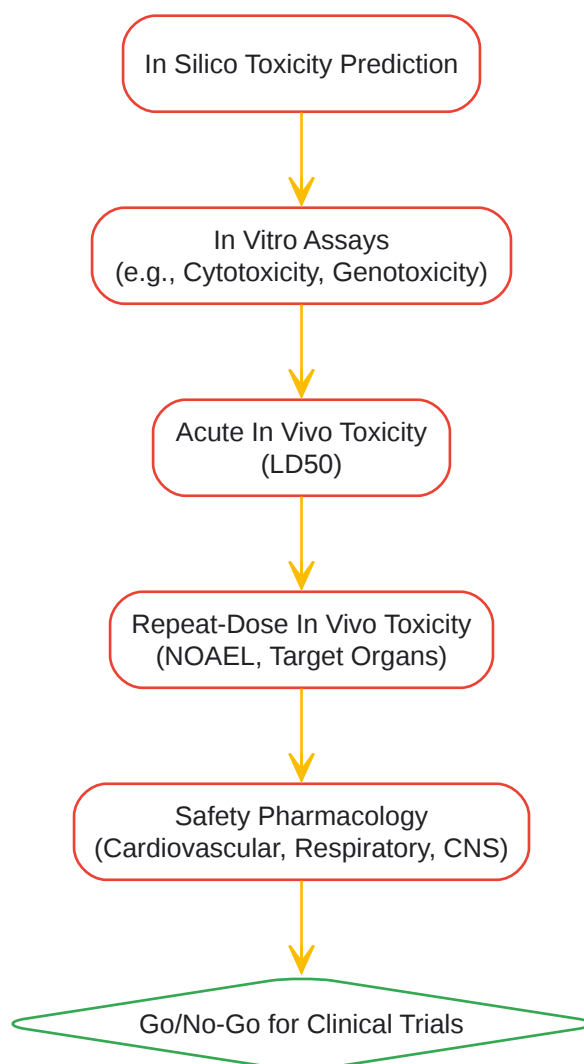 In Silico Toxicity Prediction
In Vitro Assays
(e.g., Cytotoxicity, Genotoxicity)
Acute In Vivo Toxicity
(LD50)
Repeat-Dose In Vivo Toxicity
(NOAEL, Target Organs)
Safety Pharmacology
(Cardiovascular, Respiratory, CNS)
Go/No-Go for Clinical Trials